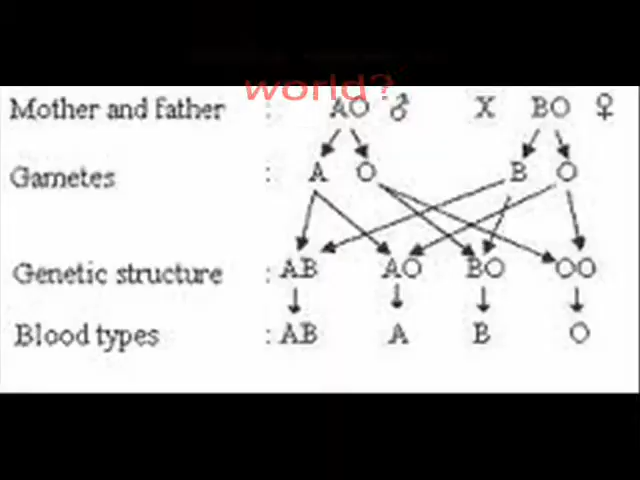 world?
Mother and father : AO ♂ X BO ♀
Gametes : A O B O
Genetic structure : AB AO BO OO
Blood types : AB A B O